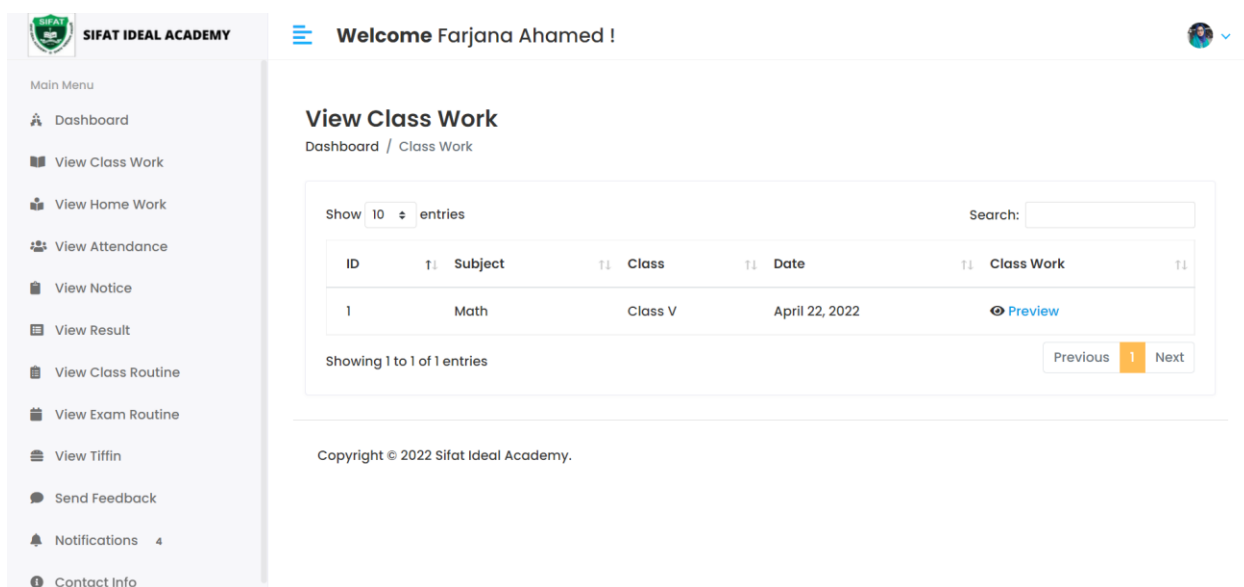 SIFAT
SIFAT IDEAL ACADEMY
Welcome Farjana Ahamed !
Main Menu
Dashboard
View Class Work
View Home Work
View Attendance
View Notice
View Result
View Class Routine
View Exam Routine
View Tiffin
Send Feedback
Notifications 4
Contact Info
View Class Work
Dashboard / Class Work
Show 10 entries
Search:
ID Subject Class Date Class Work
1 Math Class V April 22, 2022 Preview
Showing 1 to 1 of 1 entries
Previous 1 Next
Copyright © 2022 Sifat Ideal Academy.